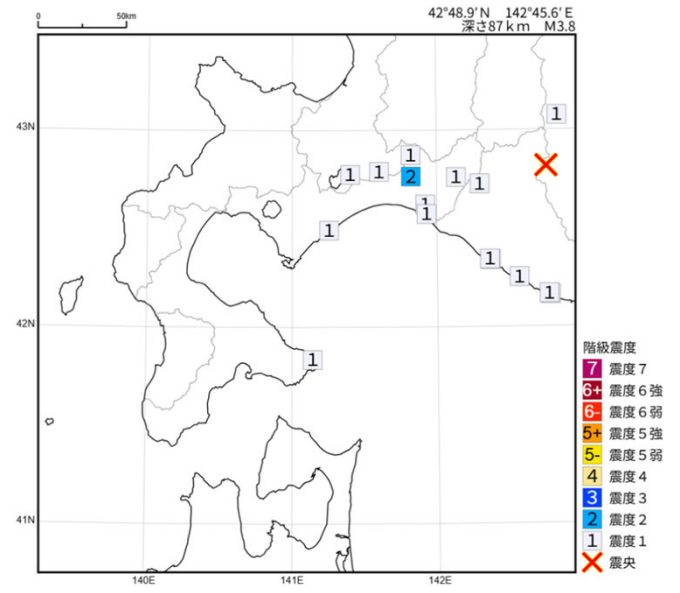 0 50km
42°48.9′N 142°45.6′E
深さ87km M3.8
43N
42N
41N
140E 141E 142E
1
1
1
1
1
2
1
1
1
1
1
1
1
1
1
階級震度
7 震度7
6+ 震度6強
6- 震度6弱
5+ 震度5強
5- 震度5弱
4 震度4
3 震度3
2 震度2
1 震度1
震央